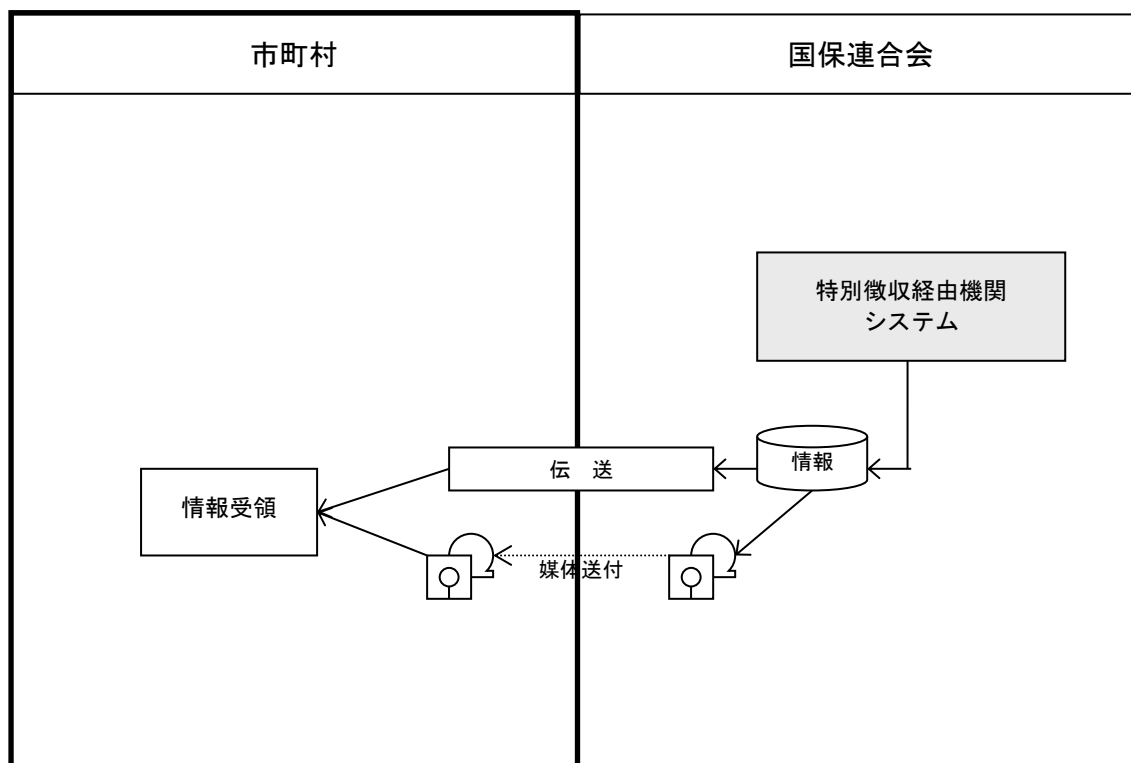 市町村
国保連合会
特別徴収経由機関
システム
情報
伝　送
情報受領
媒体送付